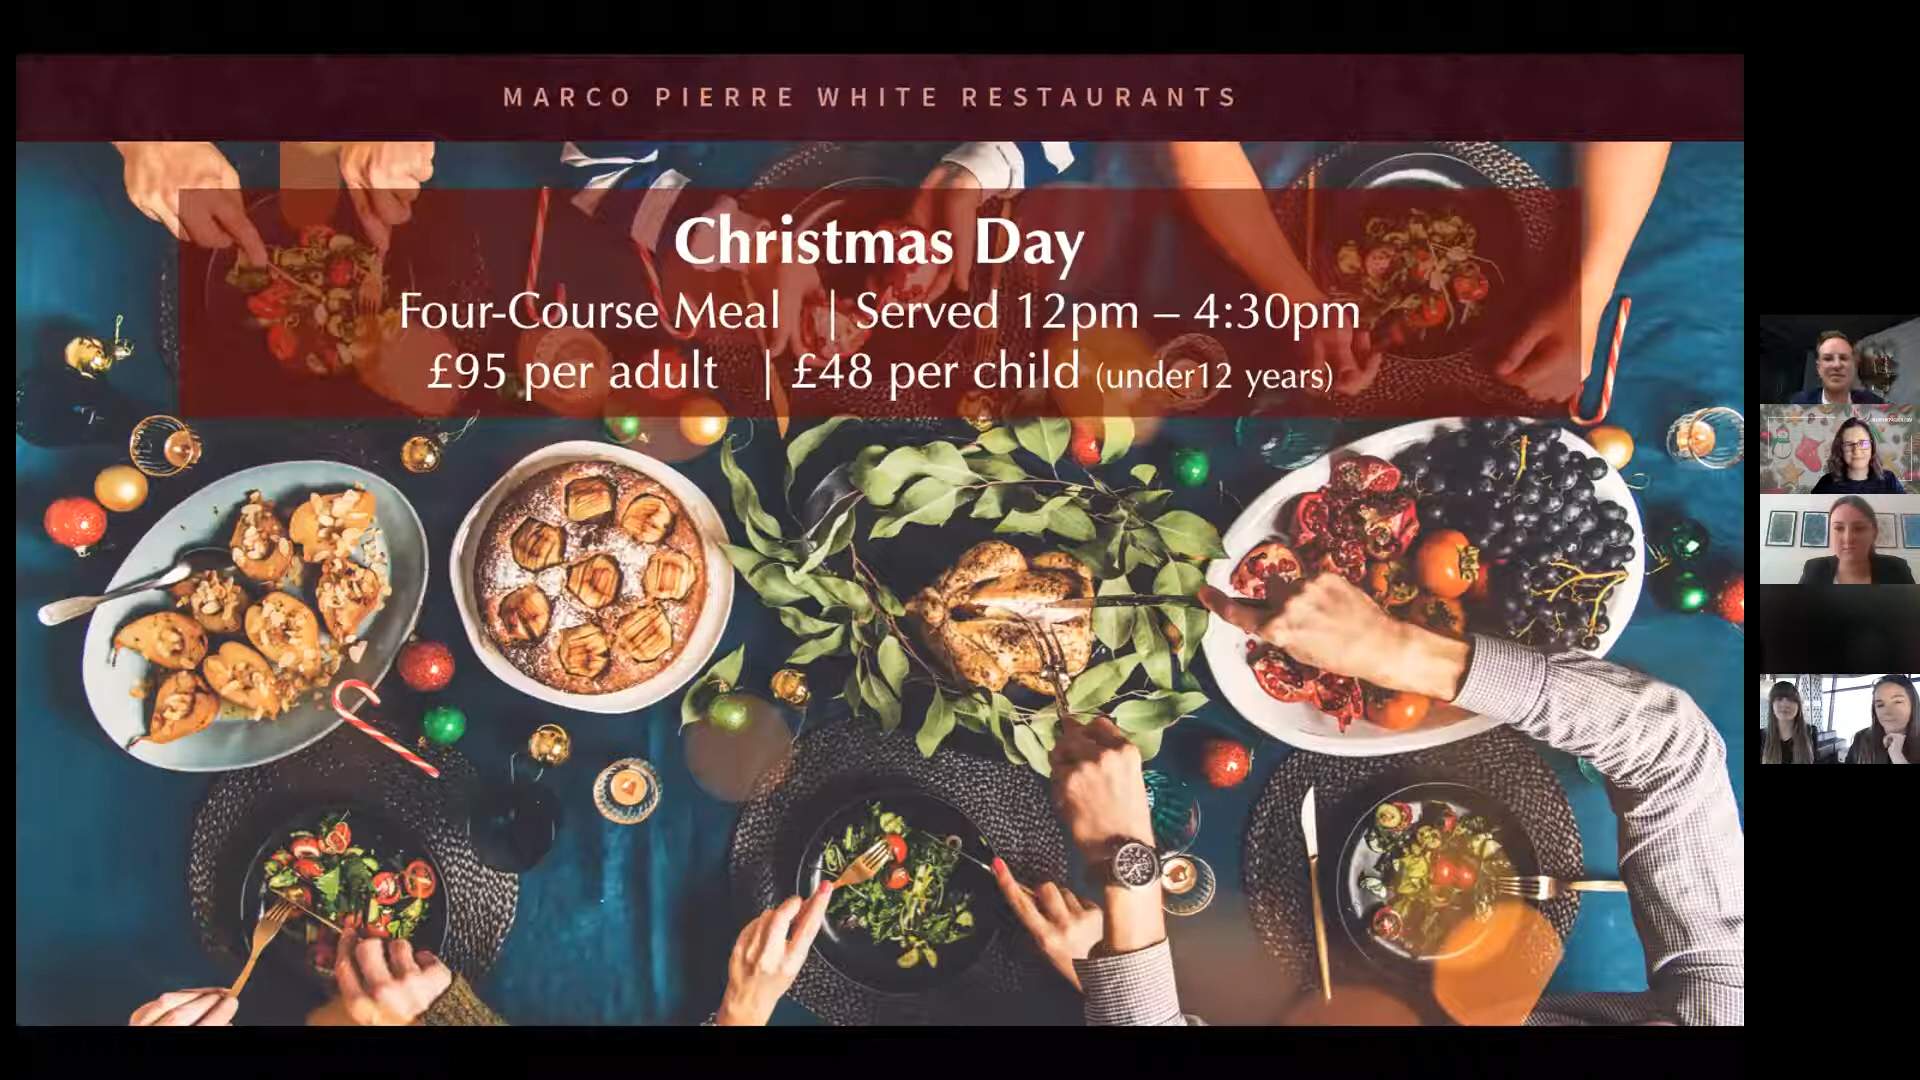 MARCO PIERRE WHITE RESTAURANTS
Christmas Day
Four-Course Meal | Served 12pm – 4:30pm
£95 per adult | £48 per child (under12 years)